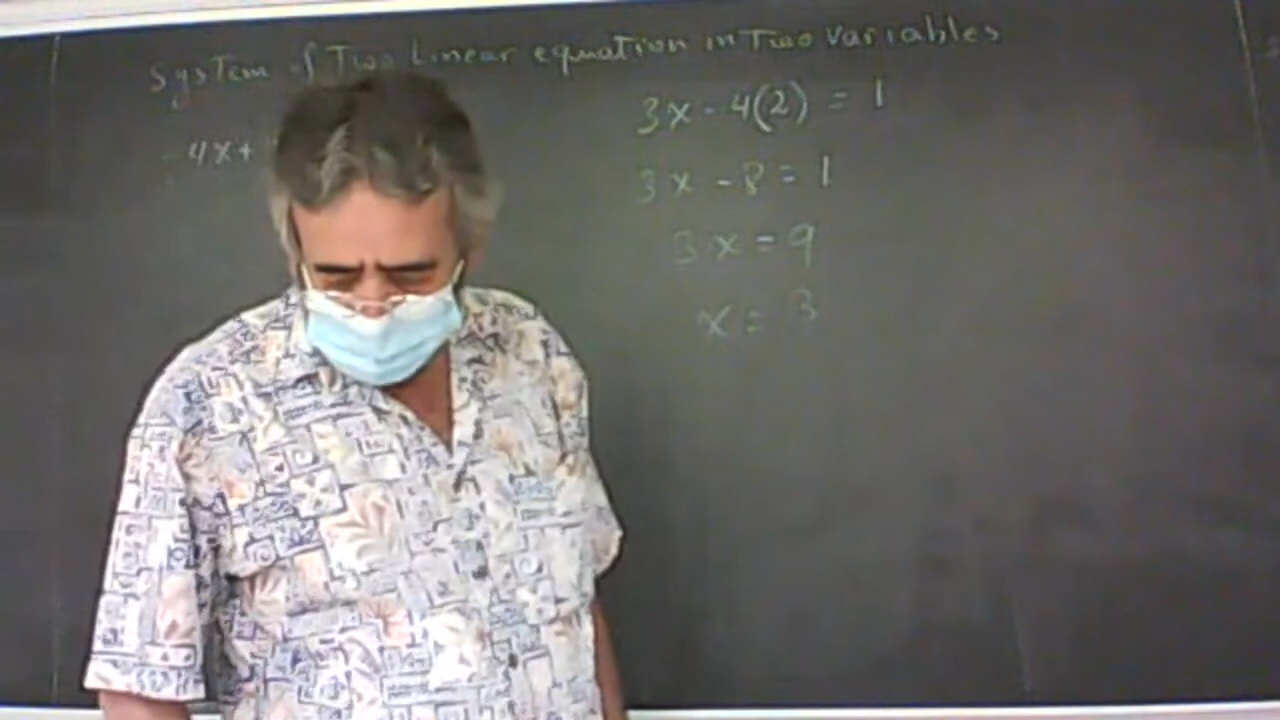 System of Two Linear equation in Two Variables
-4x+
3x - 4(2) = 1
3x - 8 = 1
3x = 9
x = 3